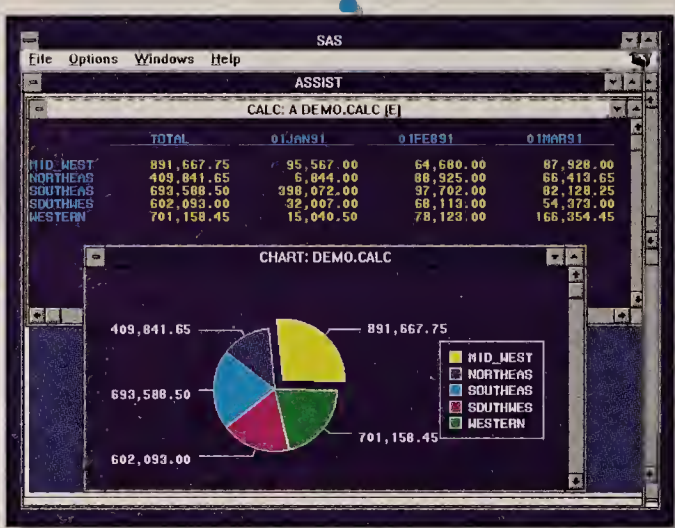 SAS
File Options Windows Help
ASSIST
CALC: A DEMO.CALC [E]
TOTAL 01JAN91 01FEB91 01MAR91
MID_WEST 891,667.75 95,567.00 64,680.00 87,928.00
NORTHEAS 409,841.65 6,844.00 88,925.00 66,413.65
SOUTHEAS 693,588.50 398,072.00 97,702.00 82,128.25
SOUTHWES 602,093.00 32,007.00 68,113.00 54,373.00
WESTERN 701,158.45 15,040.50 78,123.00 166,354.45
CHART: DEMO.CALC
409,841.65
891,667.75
693,588.50
602,093.00
701,158.45
MID_WEST
NORTHEAS
SOUTHEAS
SOUTHWES
WESTERN